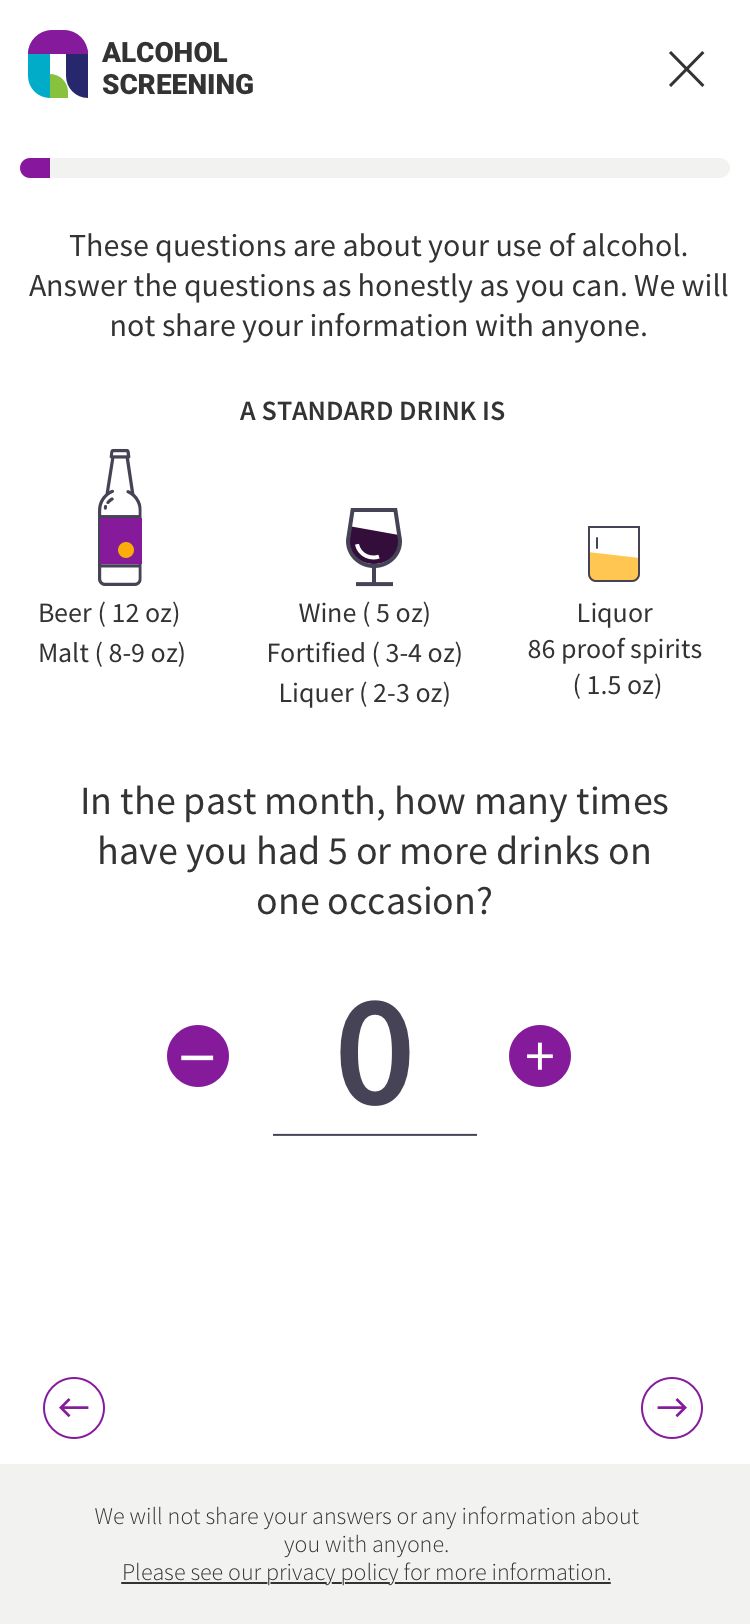 ALCOHOL
SCREENING
These questions are about your use of alcohol.
Answer the questions as honestly as you can. We will
not share your information with anyone.
A STANDARD DRINK IS
Beer ( 12 oz)
Malt ( 8-9 oz)
Wine ( 5 oz)
Fortified ( 3-4 oz)
Liquer ( 2-3 oz)
Liquor
86 proof spirits
( 1.5 oz)
In the past month, how many times
have you had 5 or more drinks on
one occasion?
0
We will not share your answers or any information about
you with anyone.
Please see our privacy policy for more information.